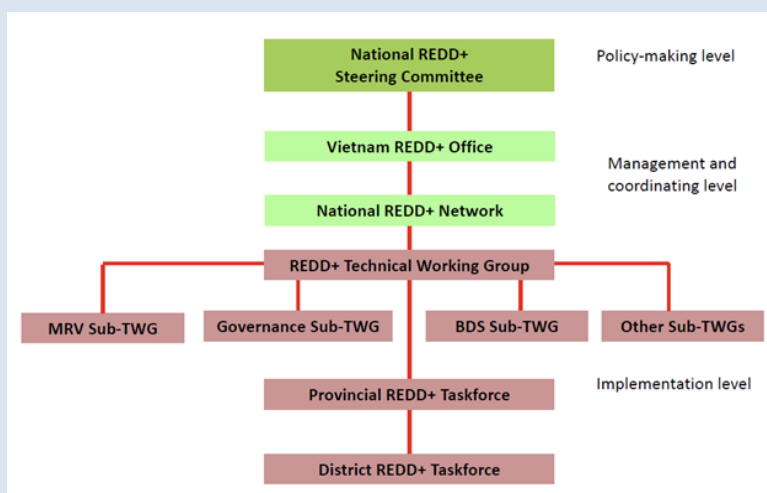 National REDD+
Steering Committee
Policy-making level
Vietnam REDD+ Office
Management and
coordinating level
National REDD+ Network
REDD+ Technical Working Group
MRV Sub-TWG
Governance Sub-TWG
BDS Sub-TWG
Other Sub-TWGs
Provincial REDD+ Taskforce
Implementation level
District REDD+ Taskforce